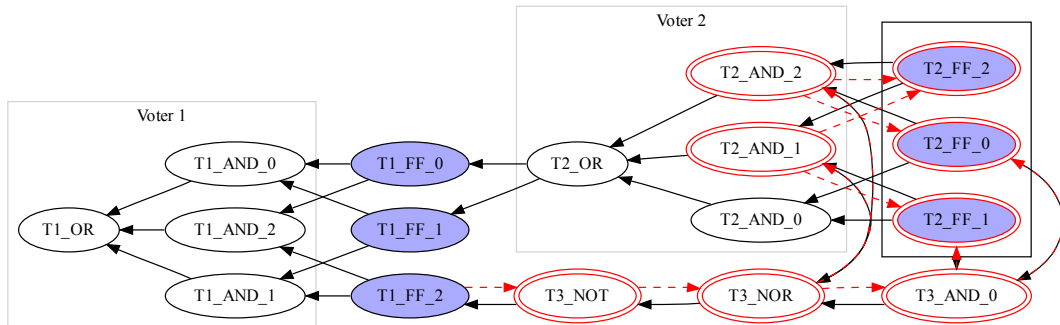 Voter 2
T2_AND_2
T2_FF_2
Voter 1
T1_AND_0
T1_FF_0
T2_OR
T2_AND_1
T2_FF_0
T1_OR
T1_AND_2
T1_FF_1
T2_AND_0
T2_FF_1
T1_AND_1
T1_FF_2
T3_NOT
T3_NOR
T3_AND_0